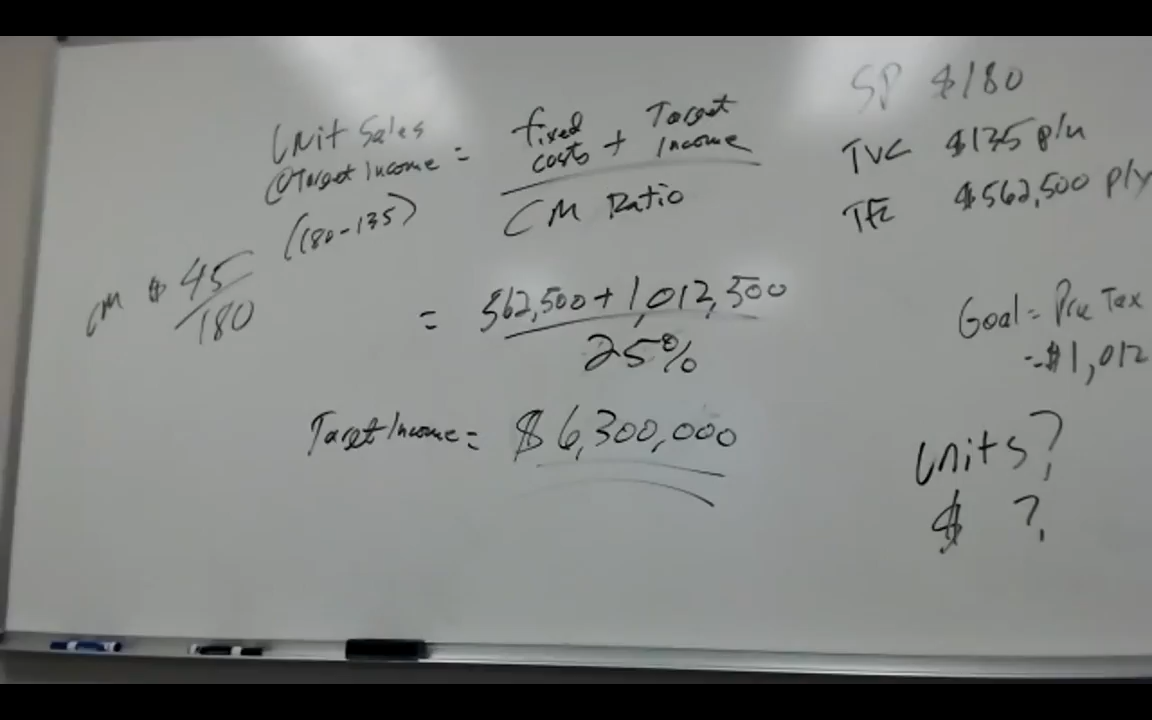 Unit Sales
@Target Income = fixed costs + Target Income
CM Ratio
(180-135)
CM $ 45
180
= 562,500 + 1,012,500
25%
Target Income = $6,300,000
SP $180
TVC $135 p/u
TFC $562,500 p/y
Goal = Pre Tax
= $1,012
Units?
$ ?